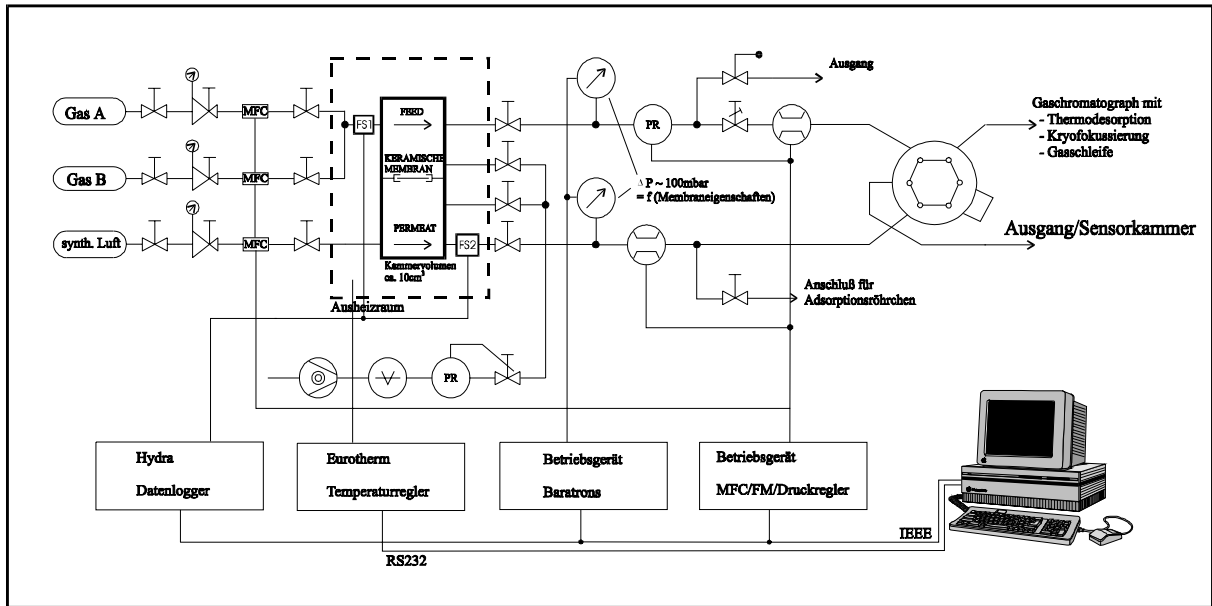 Gas A
MFC
FS1
FEED
PR
Ausgang
Gaschromatograph mit
- Thermodesorption
- Kryofokussierung
- Gasschleife
Gas B
MFC
KERAMISCHE
MEMBRAN
Δ P ~ 100mbar
= f (Membraneigenschaften)
synth. Luft
MFC
PERMEAT
FS2
Ausgang/Sensorkammer
Kammervolumen
ca. 10cm³
Ausheizraum
Anschluß für
Adsorptionsröhrchen
PR
Hydra
Datenlogger
Eurotherm
Temperaturregler
Betriebsgerät
Baratrons
Betriebsgerät
MFC/FM/Druckregler
IEEE
RS232